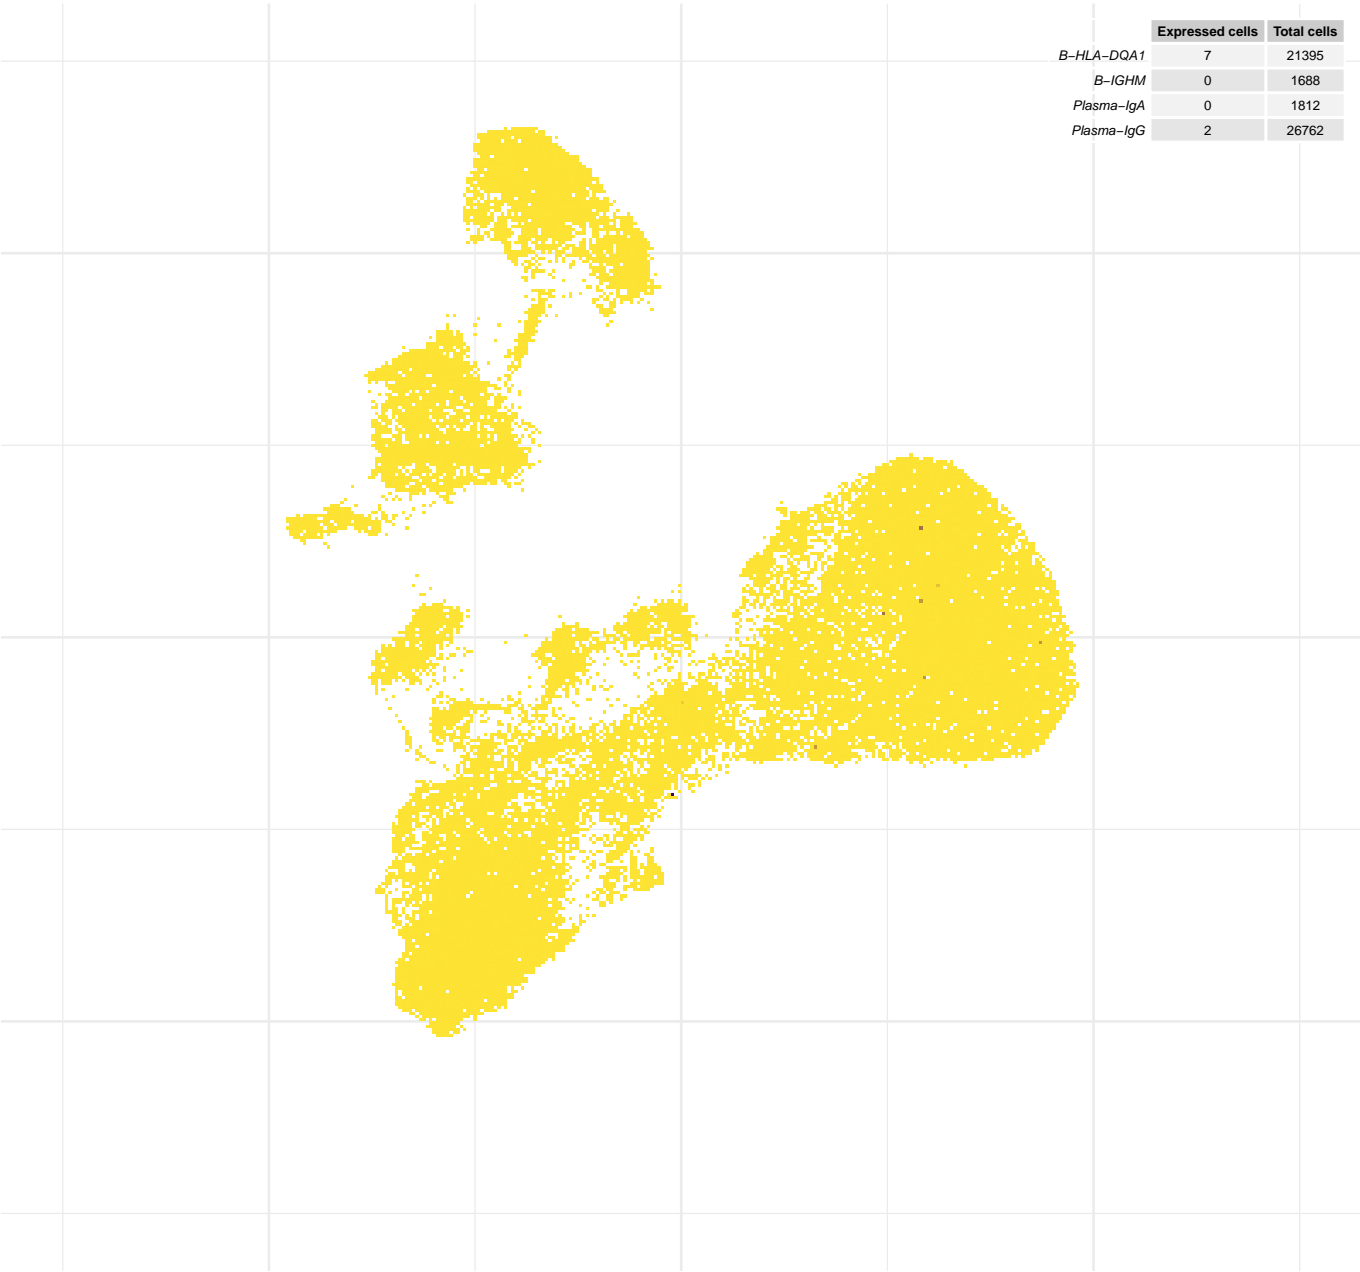 Expressed cells Total cells
B−HLA−DQA1 7 21395
B−IGHM 0 1688
Plasma−IgA 0 1812
Plasma−IgG 2 26762